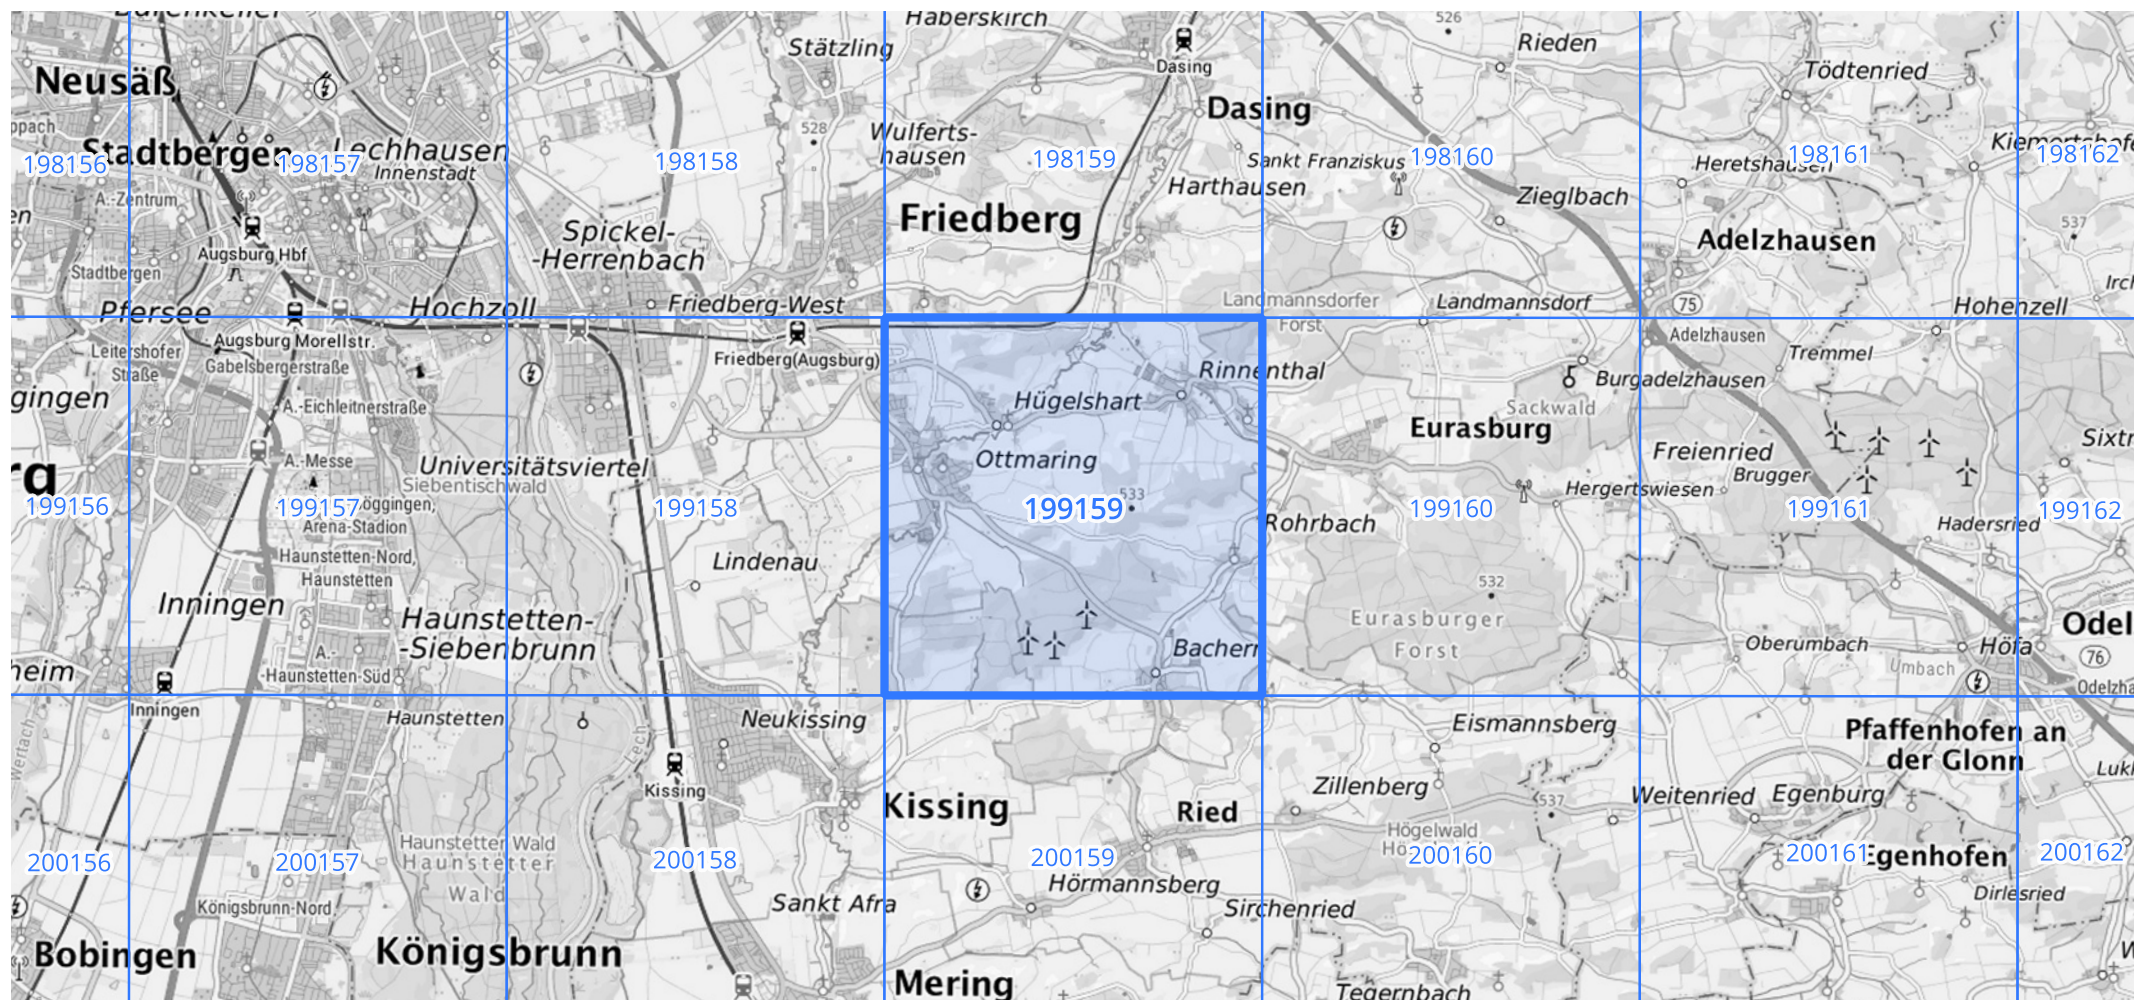 Haberskirch
526
Stätzling
Rieden
Neusäß
Dasing
Tödtenried
Dasing
528
Wulferts-
hausen
Stadtbergen
Lechhausen
Innenstadt
198156
198157
198158
198159
Sankt Franziskus
198160
Heretshausen
198161
198162
A.-Zentrum
Harthausen
Zieglbach
Friedberg
537
Spickel-
-Herrenbach
Adelzhausen
Augsburg Hbf
Stadtbergen
Pfersee
Hochzoll
Friedberg-West
Landmannsdorfer
Forst
Landmannsdorf
75
Hohenzell
Augsburg Morellstr.
Adelzhausen
Leitershofer
Straße
Gabelsbergerstraße
Friedberg(Augsburg)
Tremmel
Rinnenthal
Burgadelzhausen
gingen
A.-Eichleitnerstraße
Hügelshart
Sackwald
Eurasburg
Freienried
Ottmaring
A.-Messe
Universitätsviertel
Siebentischwald
Brugger
Hergertswiesen
533
199156
199157
Göggingen,
Arena-Stadion
199158
199159
199160
199161
199162
Rohrbach
Hadersried
Haunstetten-Nord,
Haunstetten
Lindenau
532
Inningen
Haunstetten-
-Siebenbrunn
Eurasburger
Forst
Odel
Höfa
76
Oberumbach
Umbach
Bachern
heim
A.-
-Haunstetten-Süd
Inningen
Haunstetten
Neukissing
Eismannsberg
Pfaffenhofen an
der Glonn
Lech
Wertach
Kissing
Zillenberg
537
Weitenried
Egenburg
Kissing
Ried
Haunstetter Wald
Haunstetter
Wald
Högelwald
200156
200157
200158
200159
200160
200161
200162
Egenhofen
Hörmannsberg
Dirlesried
Königsbrunn-Nord
Sankt Afra
Sirchenried
Bobingen
Königsbrunn
Mering
Tegernbach